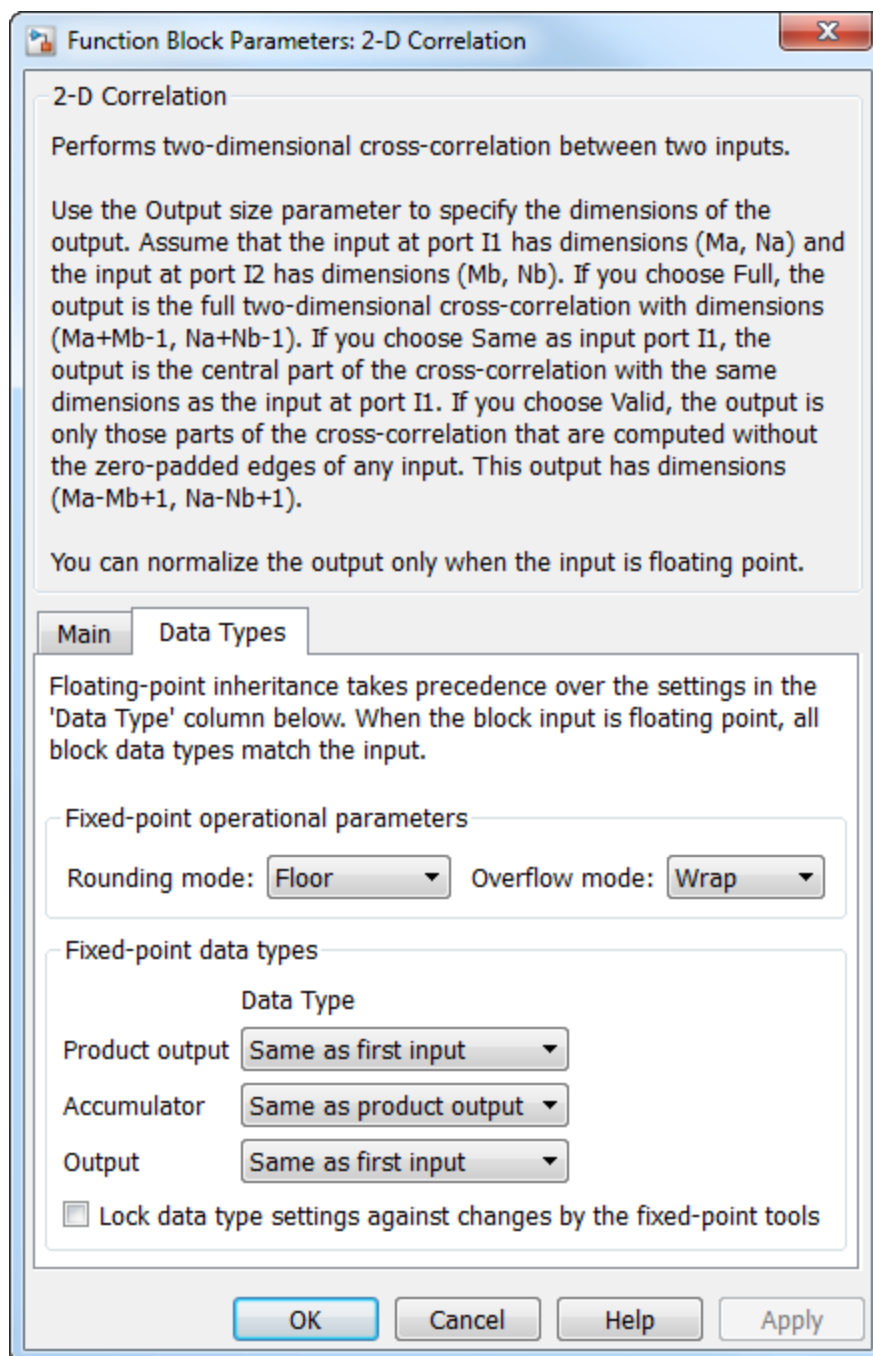 Function Block Parameters: 2-D Correlation
X
2-D Correlation
Performs two-dimensional cross-correlation between two inputs.
Use the Output size parameter to specify the dimensions of the
output. Assume that the input at port I1 has dimensions (Ma, Na) and
the input at port I2 has dimensions (Mb, Nb). If you choose Full, the
output is the full two-dimensional cross-correlation with dimensions
(Ma+Mb-1, Na+Nb-1). If you choose Same as input port I1, the
output is the central part of the cross-correlation with the same
dimensions as the input at port I1. If you choose Valid, the output is
only those parts of the cross-correlation that are computed without
the zero-padded edges of any input. This output has dimensions
(Ma-Mb+1, Na-Nb+1).
You can normalize the output only when the input is floating point.
Main Data Types
Floating-point inheritance takes precedence over the settings in the
'Data Type' column below. When the block input is floating point, all
block data types match the input.
Fixed-point operational parameters
Rounding mode: Floor Overflow mode: Wrap
Fixed-point data types
Data Type
Product output Same as first input
Accumulator Same as product output
Output Same as first input
Lock data type settings against changes by the fixed-point tools
OK Cancel Help Apply